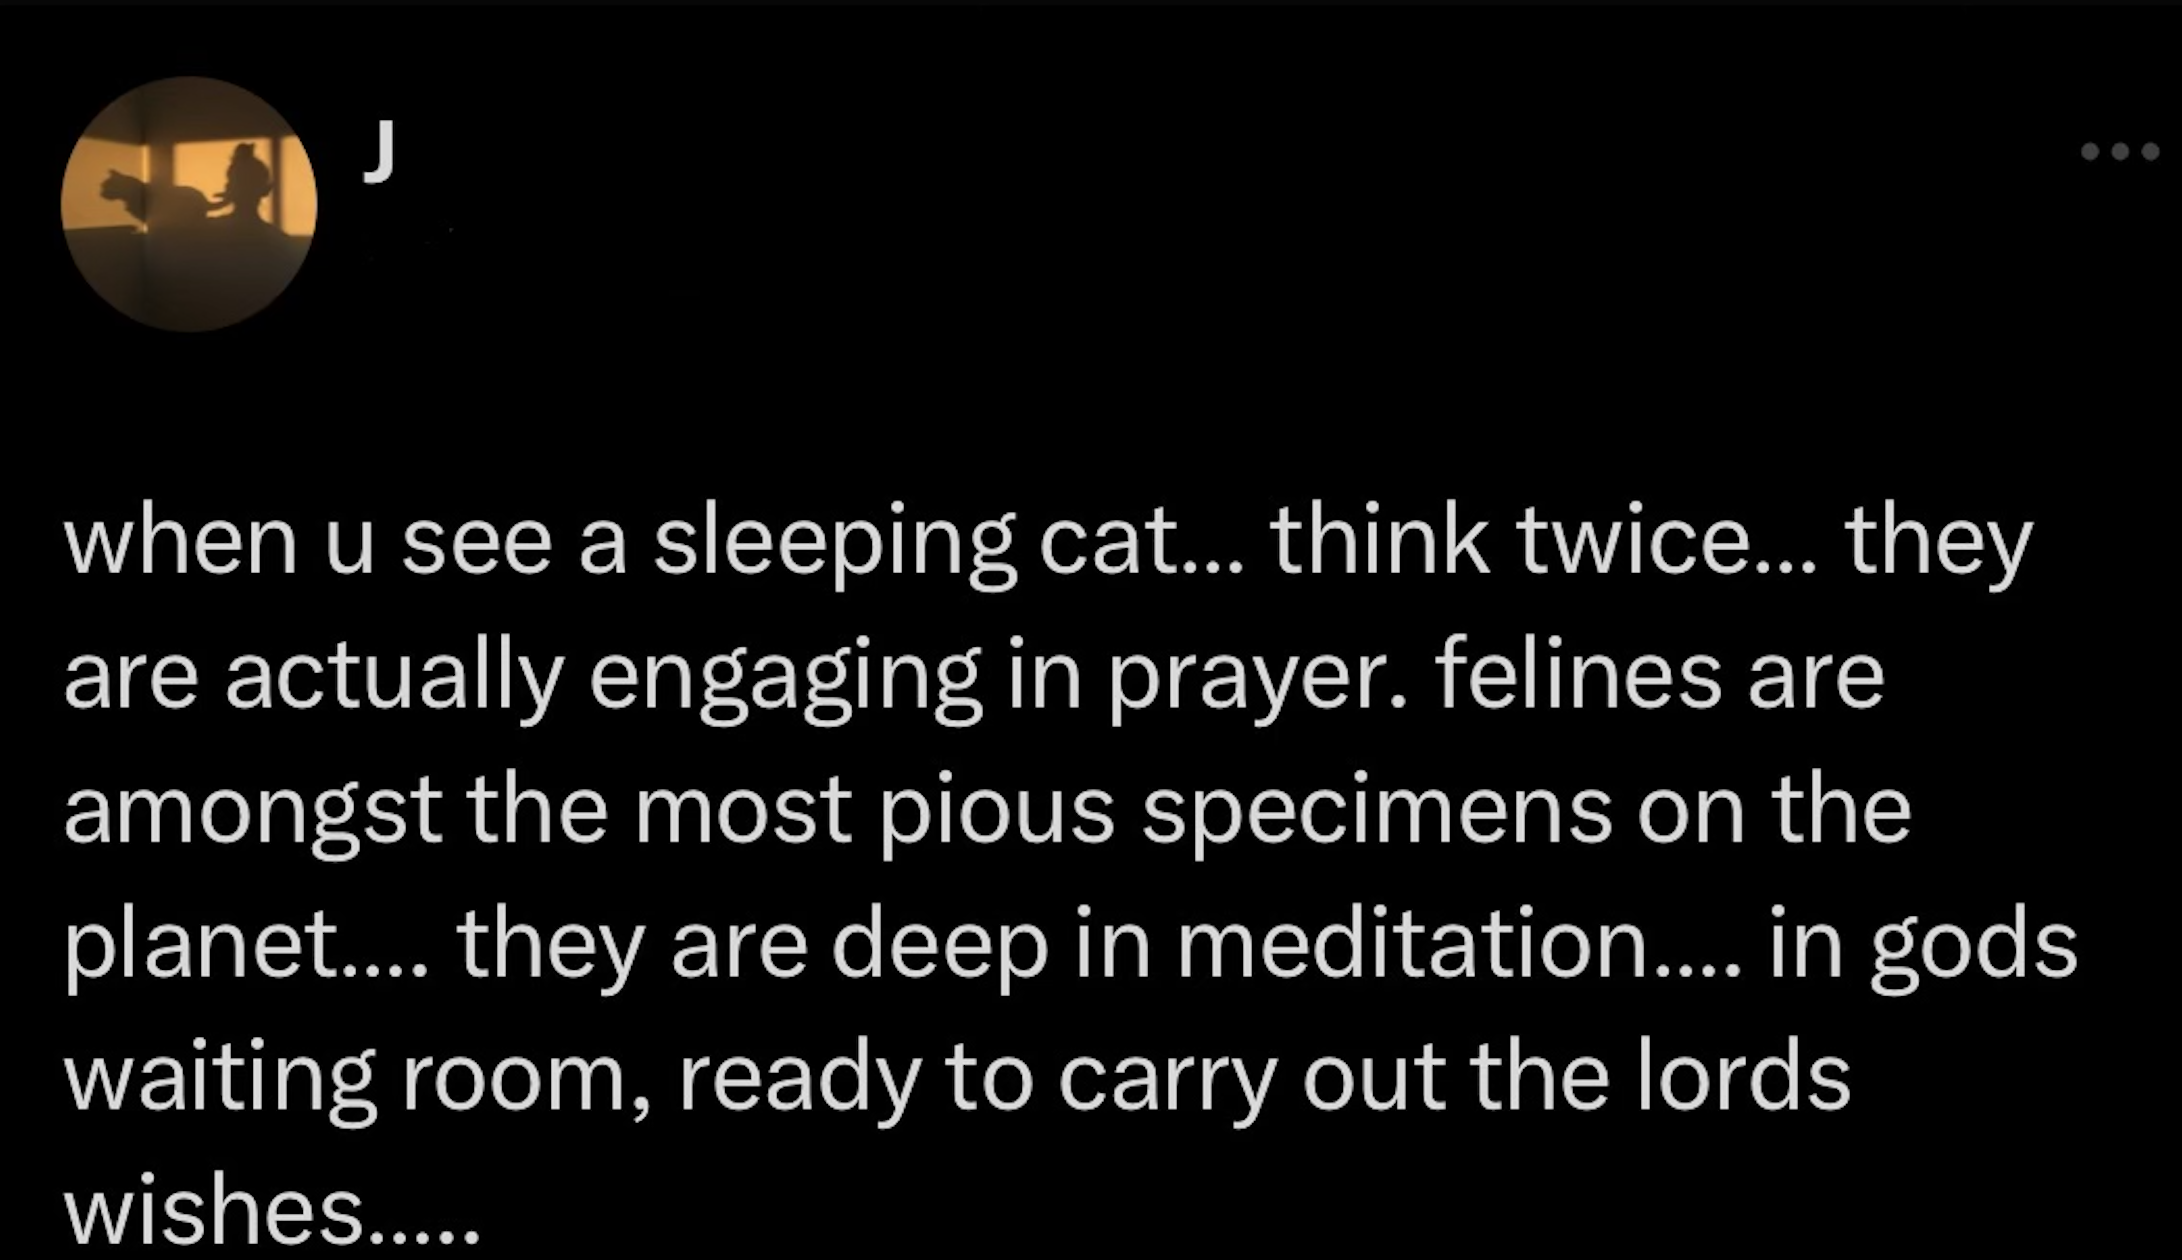 J
when u see a sleeping cat... think twice... they
are actually engaging in prayer. felines are
amongst the most pious specimens on the
planet.... they are deep in meditation.... in gods
waiting room, ready to carry out the lords
wishes.....